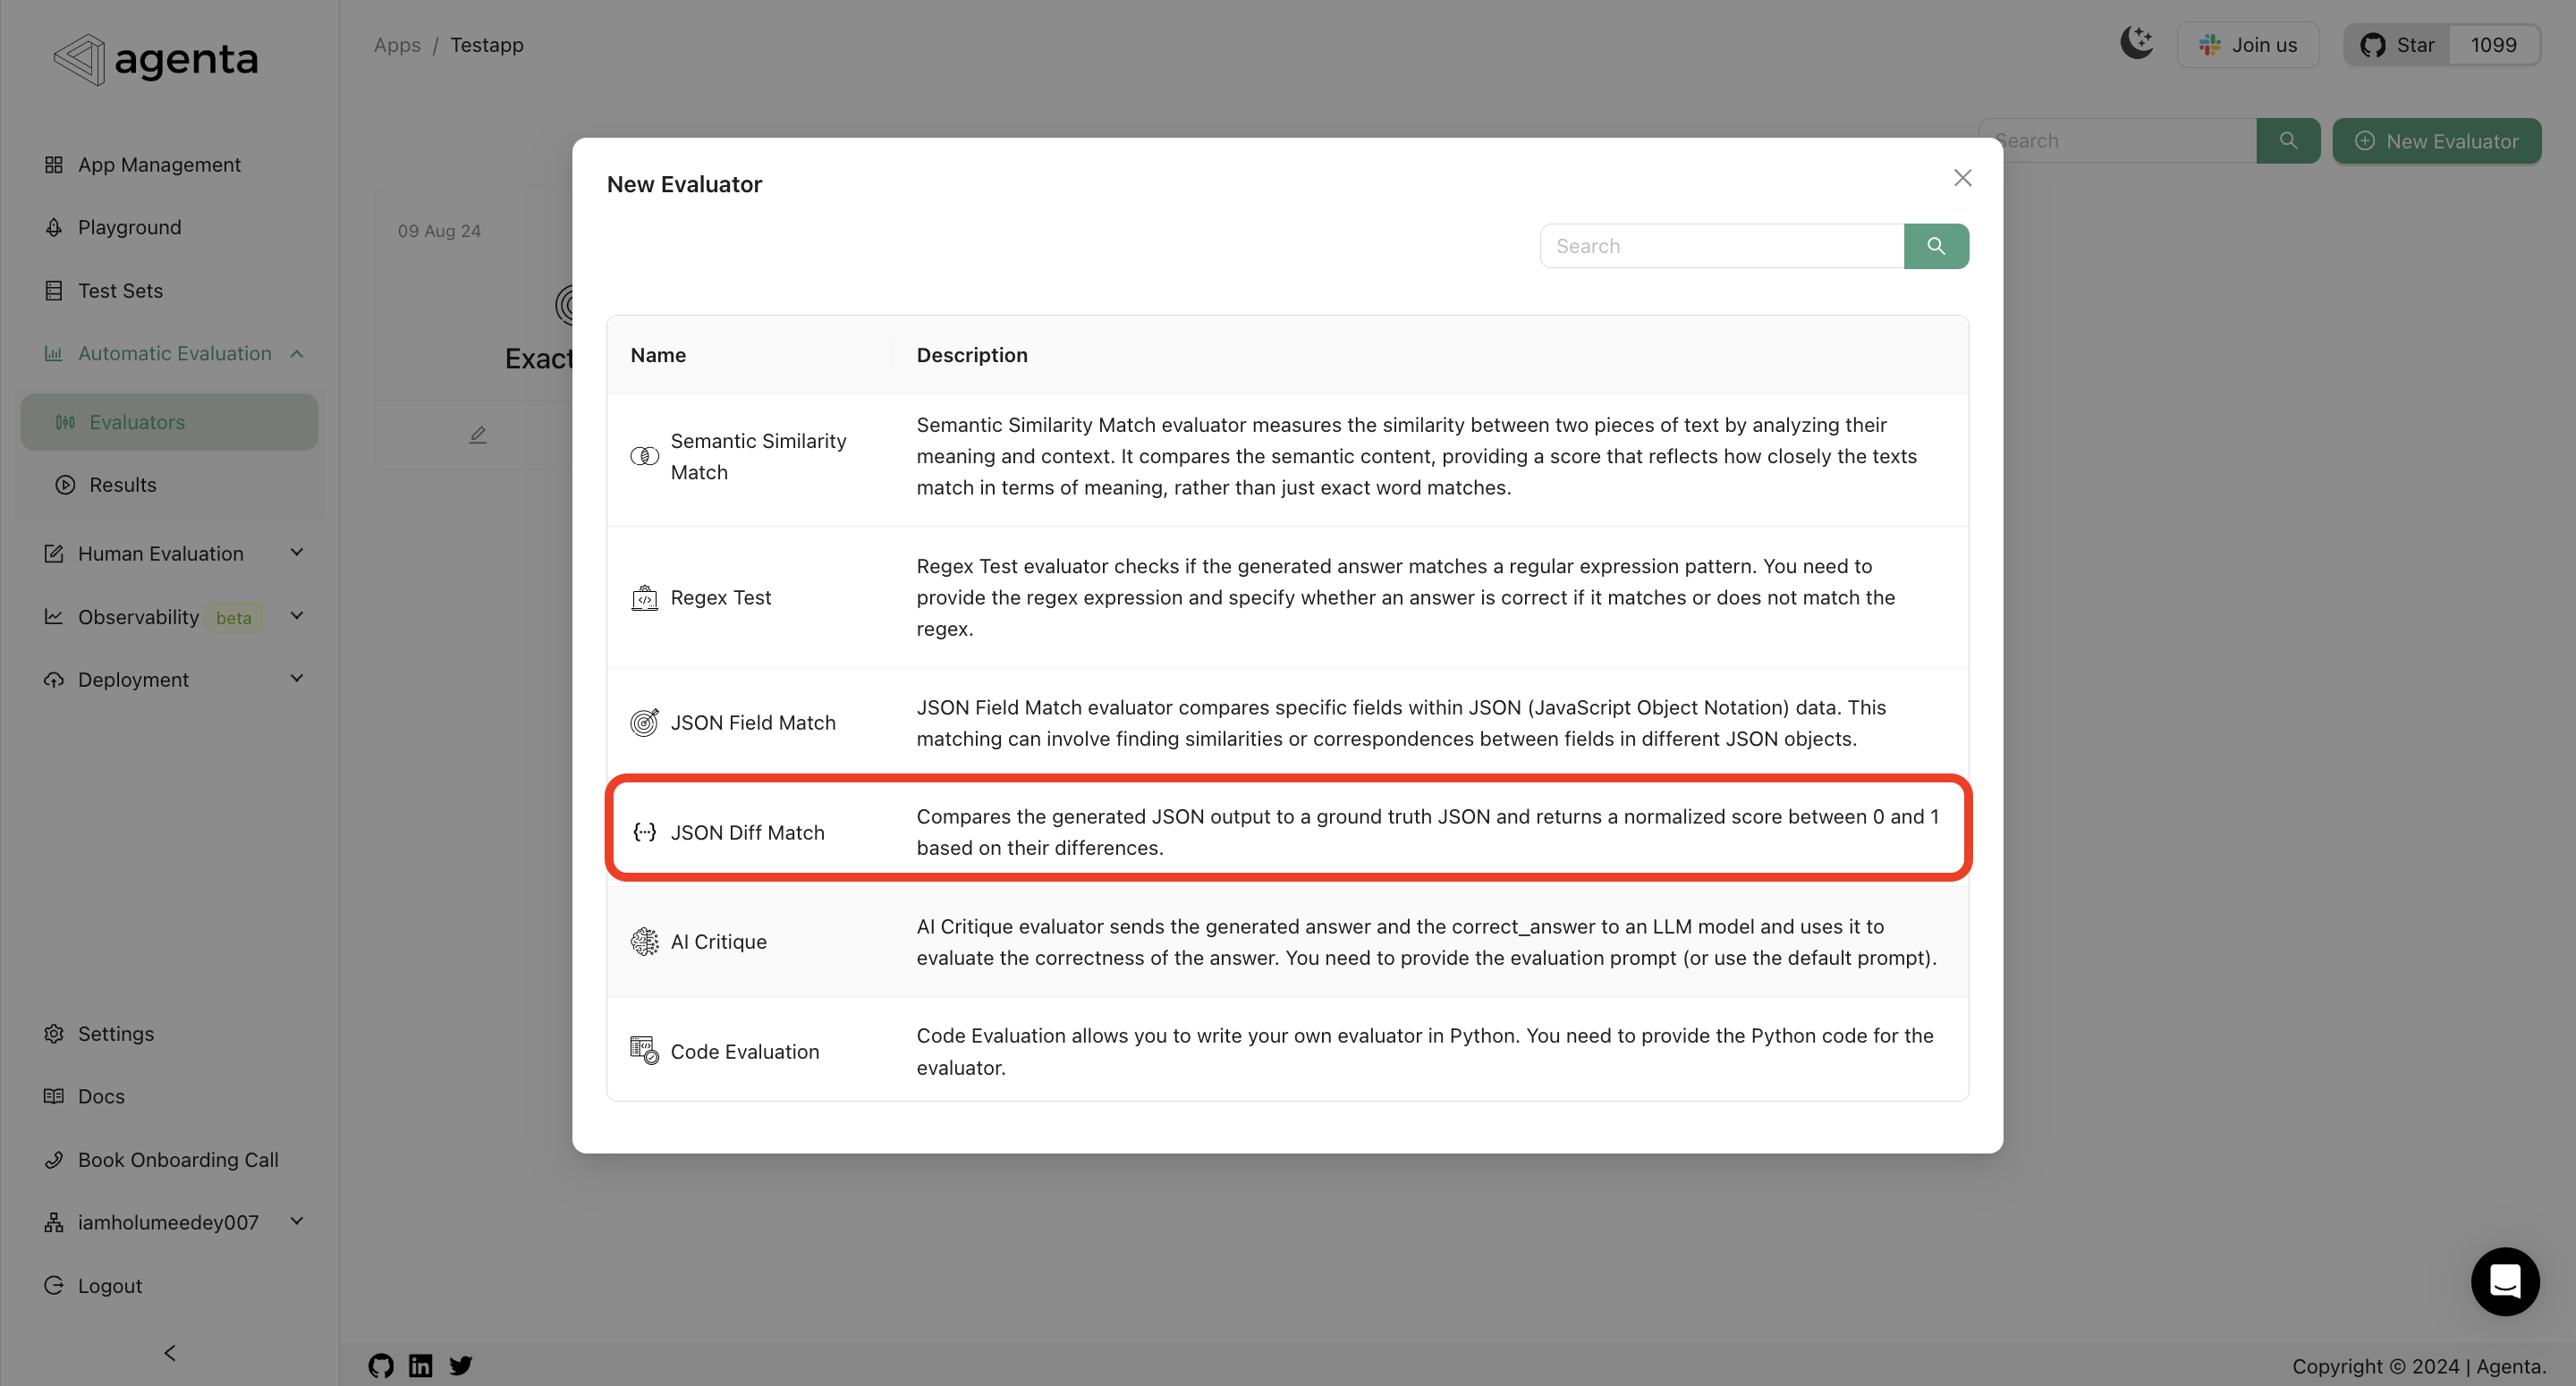 agenta
Apps / Testapp
Join us
Star 1099
App Management
Playground
Test Sets
Automatic Evaluation
Evaluators
Results
Human Evaluation
Observability beta
Deployment
Settings
Docs
Book Onboarding Call
iamholumeedey007
Logout
Search
New Evaluator
09 Aug 24
Exact
New Evaluator
Search
Name Description
Semantic Similarity
Match
Semantic Similarity Match evaluator measures the similarity between two pieces of text by analyzing their
meaning and context. It compares the semantic content, providing a score that reflects how closely the texts
match in terms of meaning, rather than just exact word matches.
Regex Test
Regex Test evaluator checks if the generated answer matches a regular expression pattern. You need to
provide the regex expression and specify whether an answer is correct if it matches or does not match the
regex.
JSON Field Match
JSON Field Match evaluator compares specific fields within JSON (JavaScript Object Notation) data. This
matching can involve finding similarities or correspondences between fields in different JSON objects.
JSON Diff Match
Compares the generated JSON output to a ground truth JSON and returns a normalized score between 0 and 1
based on their differences.
AI Critique
AI Critique evaluator sends the generated answer and the correct_answer to an LLM model and uses it to
evaluate the correctness of the answer. You need to provide the evaluation prompt (or use the default prompt).
Code Evaluation
Code Evaluation allows you to write your own evaluator in Python. You need to provide the Python code for the
evaluator.
Copyright © 2024 | Agenta.